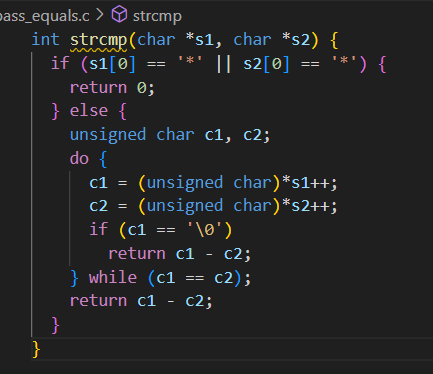 pass_equals.c > strcmp
int strcmp(char *s1, char *s2) {
if (s1[0] == '*' || s2[0] == '*') {
return 0;
} else {
unsigned char c1, c2;
do {
c1 = (unsigned char)*s1++;
c2 = (unsigned char)*s2++;
if (c1 == '\0')
return c1 - c2;
} while (c1 == c2);
return c1 - c2;
}
}